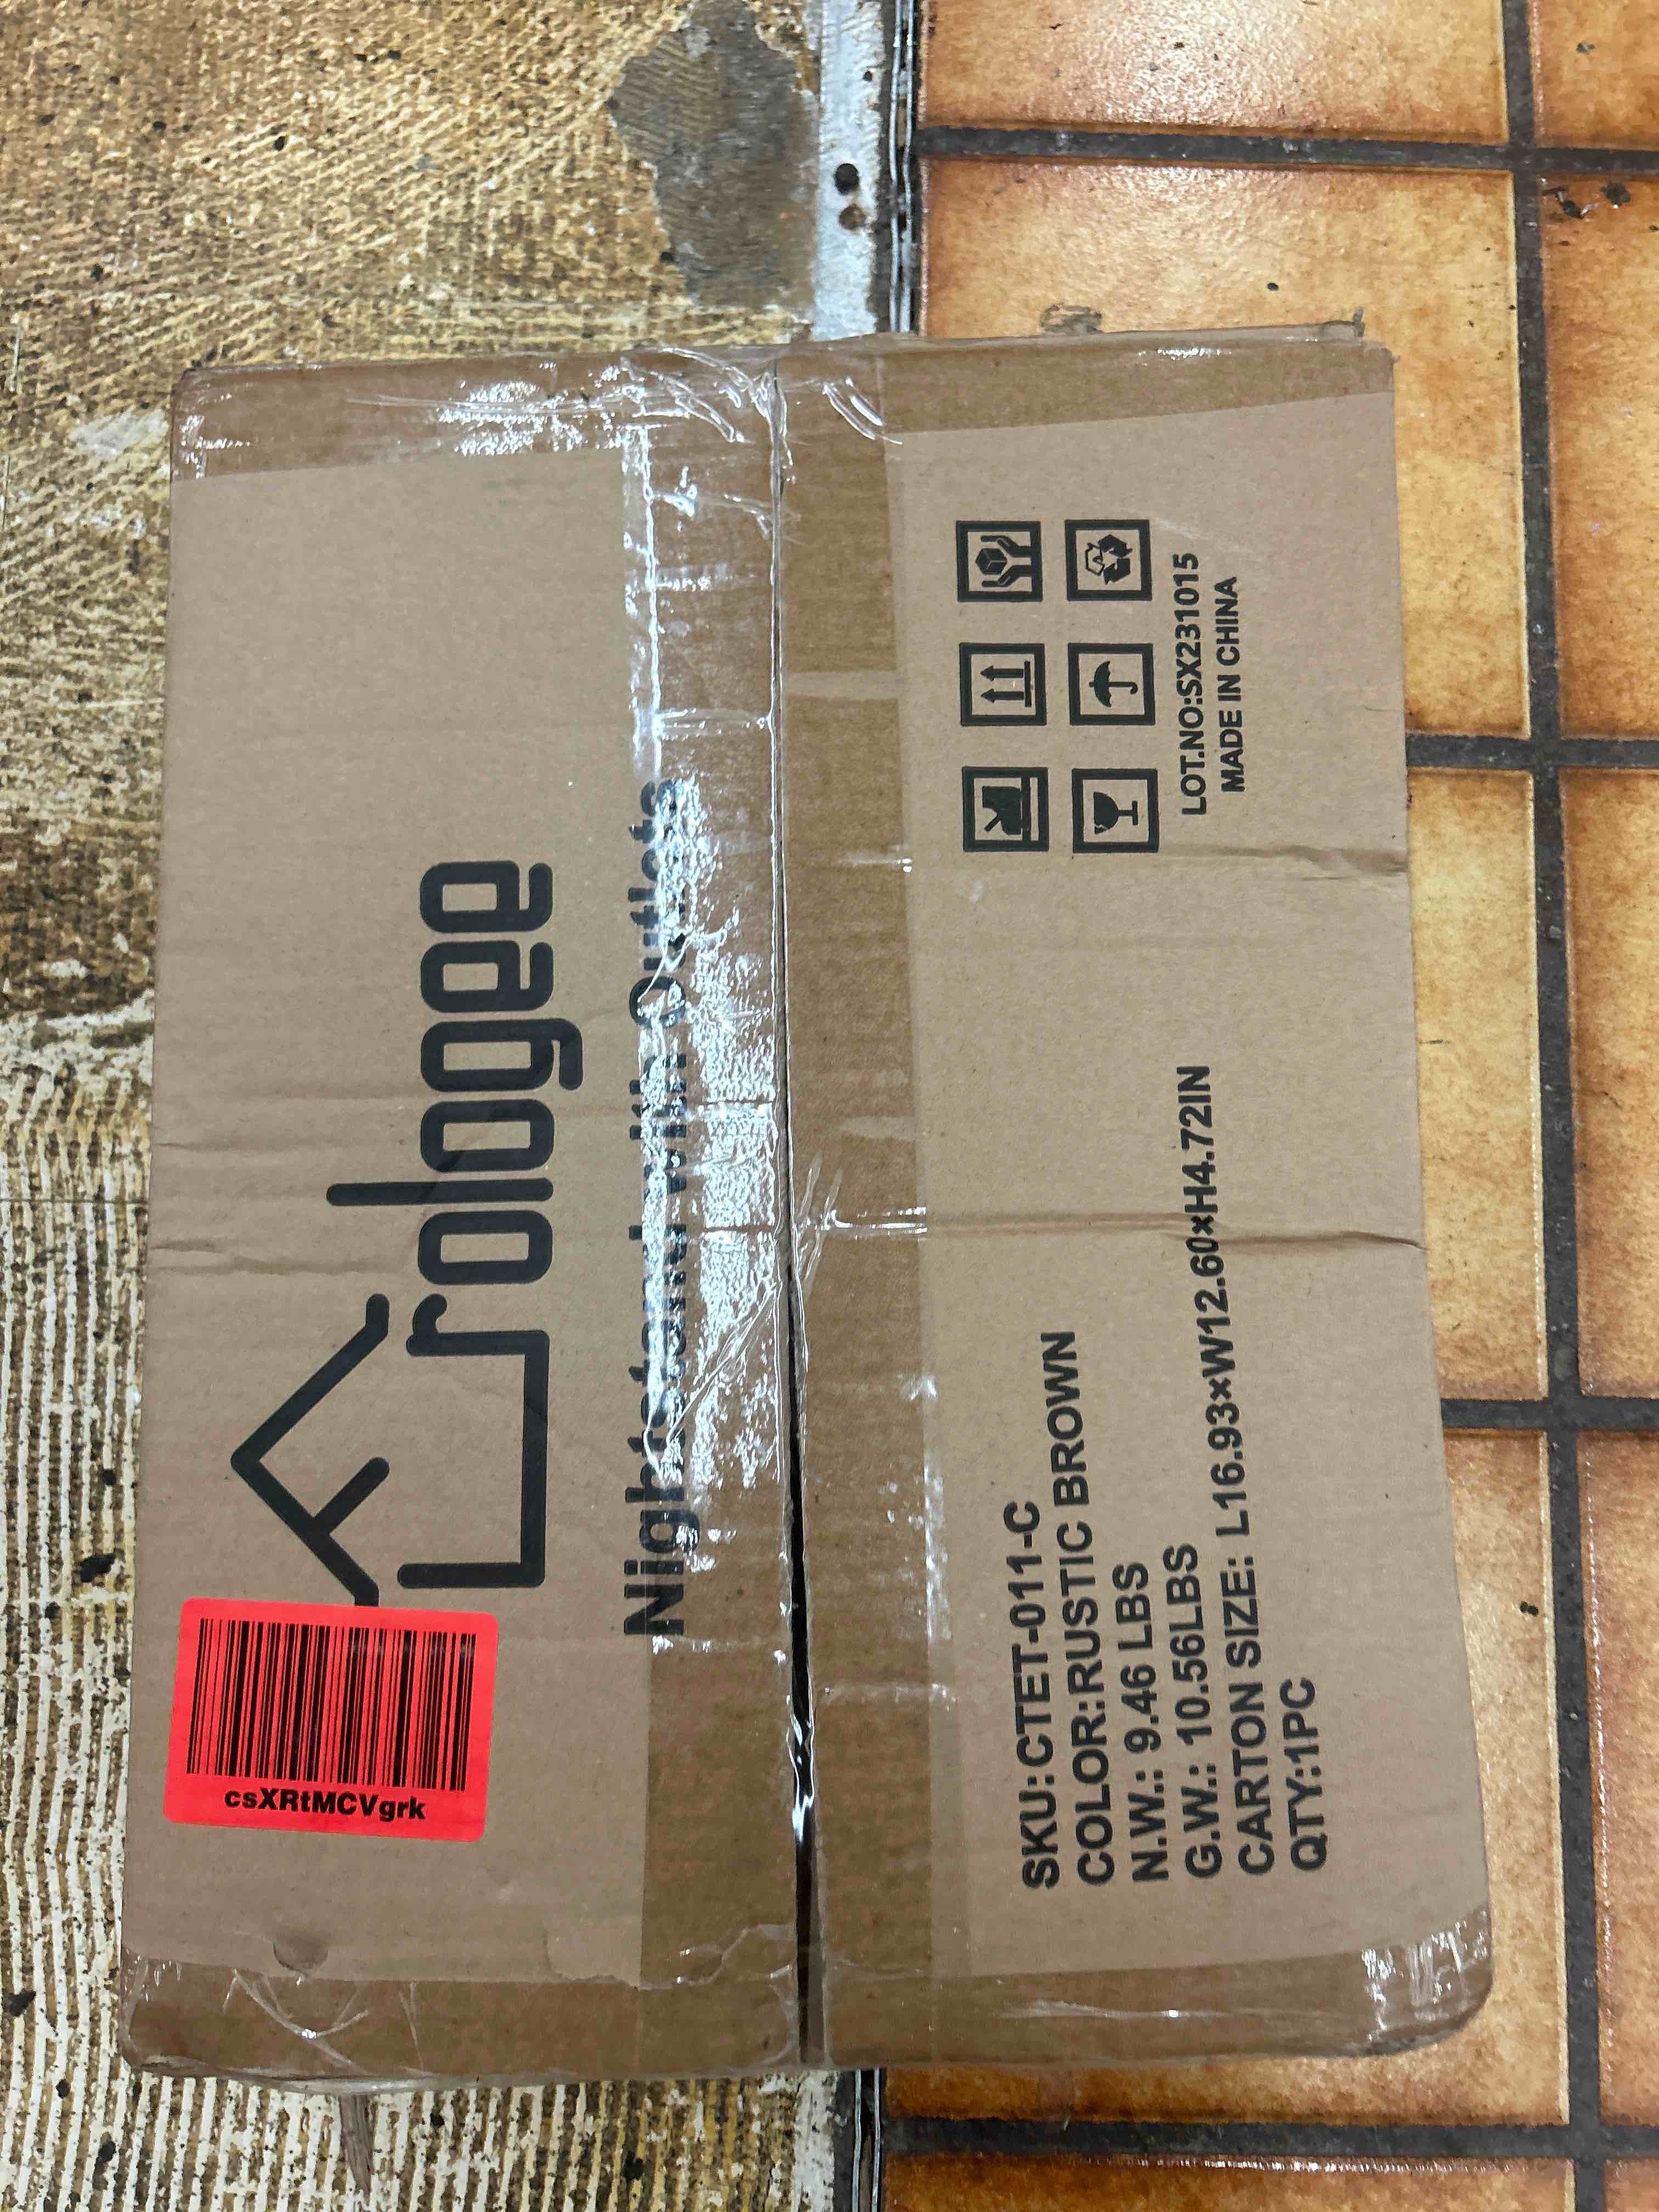 Frologee
Nightstand with Outlets
csXRtMCVgrk
SKU:CTET-011-C
COLOR:RUSTIC BROWN
N.W.: 9.46 LBS
G.W.: 10.56LBS
CARTON SIZE: L16.93×W12.60×H4.72IN
QTY:1PC
LOT.NO:SX231015
MADE IN CHINA